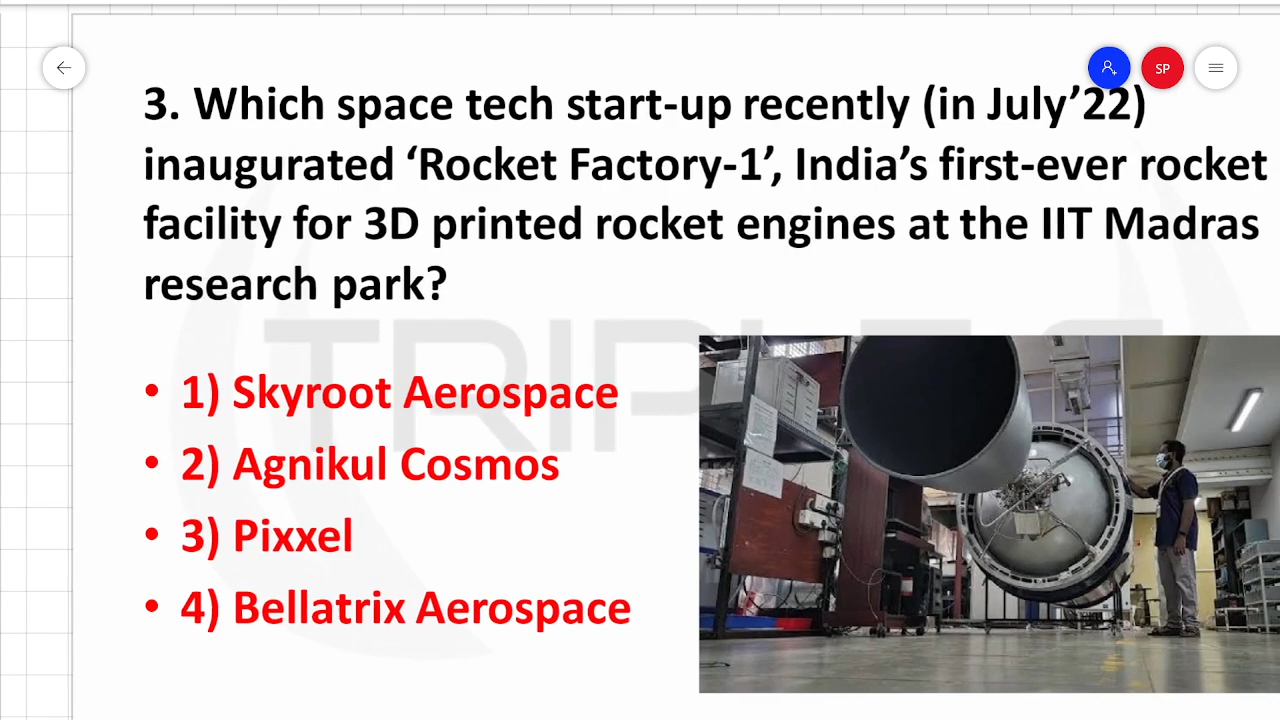 SP
3. Which space tech start-up recently (in July’22)
inaugurated ‘Rocket Factory-1’, India’s first-ever rocket
facility for 3D printed rocket engines at the IIT Madras
research park?
TRIPLE S
• 1) Skyroot Aerospace
• 2) Agnikul Cosmos
• 3) Pixxel
• 4) Bellatrix Aerospace